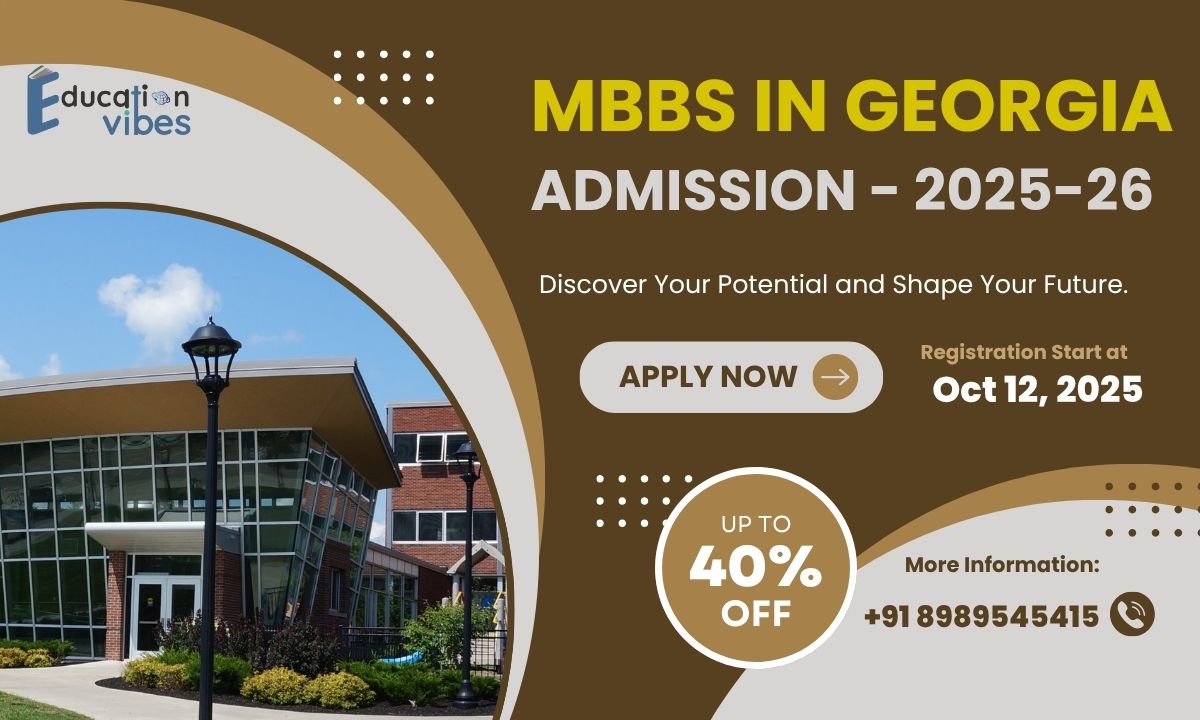 Education
vibes
MBBS IN GEORGIA
ADMISSION - 2025-26
Discover Your Potential and Shape Your Future.
APPLY NOW
Registration Start at
Oct 12, 2025
UP TO
40%
OFF
More Information:
+91 8989545415